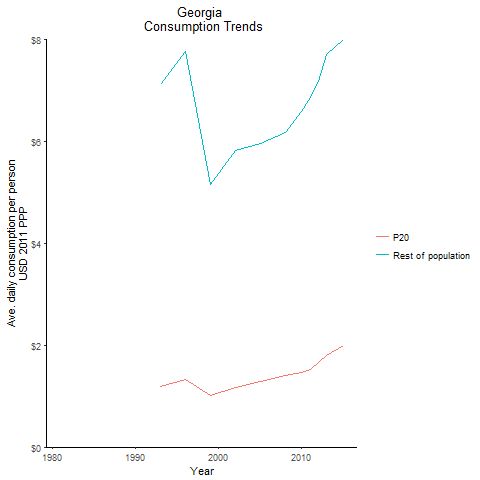 Georgia
Consumption Trends
$8
$6
$4
$2
$0
Ave. daily consumption per person
USD 2011 PPP
1980
1990
2000
2010
Year
P20
Rest of population